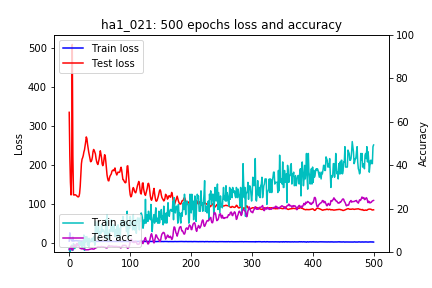 ha1_021: 500 epochs loss and accuracy
Train loss
Test loss
Train acc
Test acc
Loss
Accuracy
500
400
300
200
100
0
100
80
60
40
20
0
0 100 200 300 400 500